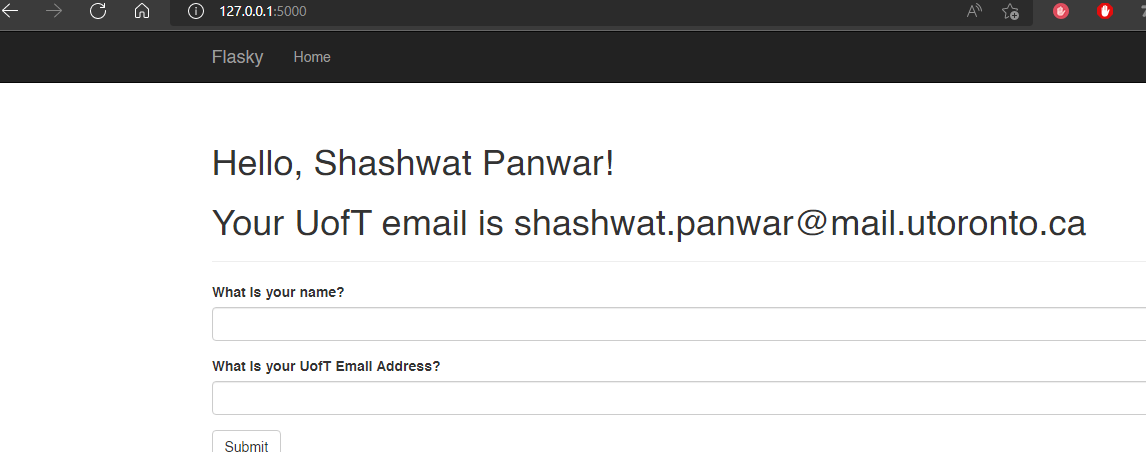 127.0.0.1:5000
Flasky Home
Hello, Shashwat Panwar!
Your UofT email is shashwat.panwar@mail.utoronto.ca
What is your name?
What is your UofT Email Address?
Submit